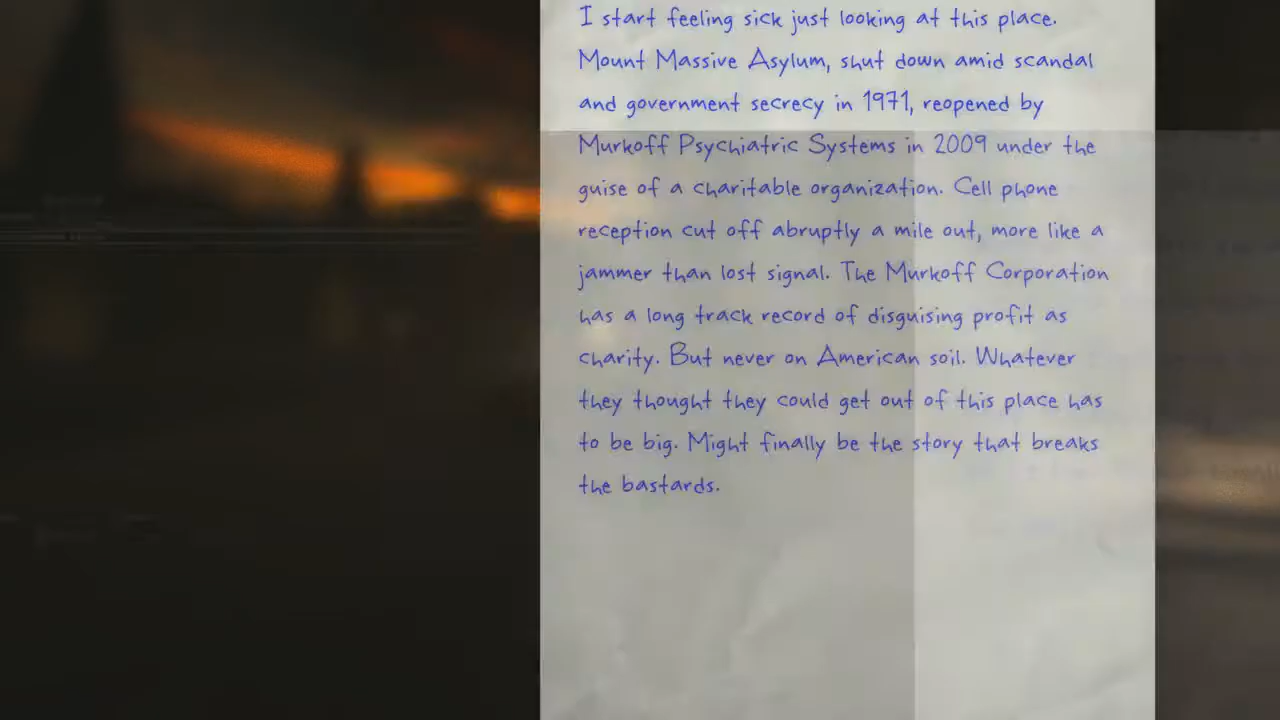 I start feeling sick just looking at this place.
Mount Massive Asylum, shut down amid scandal
and government secrecy in 1971, reopened by
Murkoff Psychiatric Systems in 2009 under the
guise of a charitable organization. Cell phone
reception cut off abruptly a mile out, more like a
jammer than lost signal. The Murkoff Corporation
has a long track record of disguising profit as
charity. But never on American soil. Whatever
they thought they could get out of this place has
to be big. Might finally be the story that breaks
the bastards.